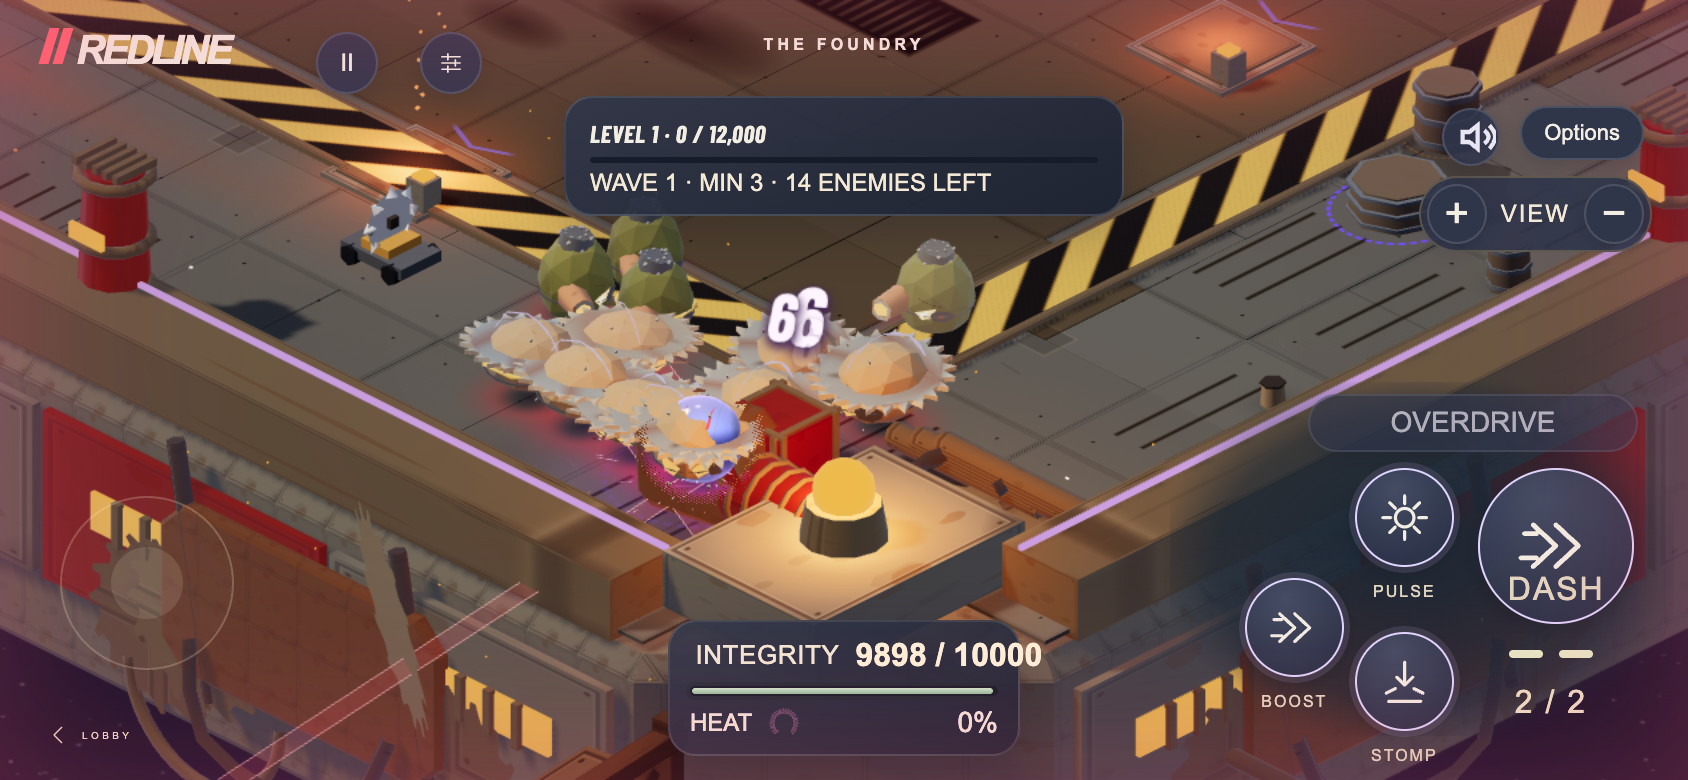 REDLINE
THE FOUNDRY
LEVEL 1 · 0 / 12,000
WAVE 1 · MIN 3 · 14 ENEMIES LEFT
Options
+ VIEW −
66
OVERDRIVE
PULSE
DASH
BOOST
2 / 2
STOMP
INTEGRITY 9898 / 10000
HEAT 0%
LOBBY